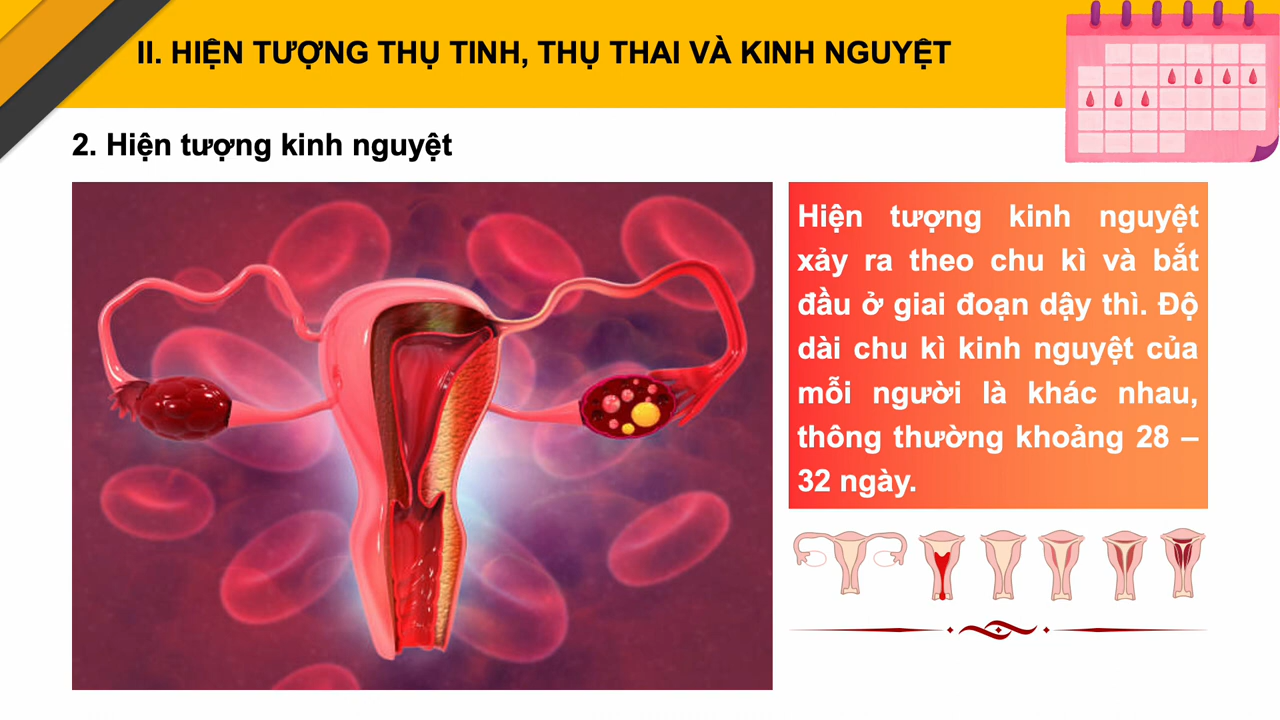 II. HIỆN TƯỢNG THỤ TINH, THỤ THAI VÀ KINH NGUYỆT
2. Hiện tượng kinh nguyệt
Hiện tượng kinh nguyệt
xảy ra theo chu kì và bắt
đầu ở giai đoạn dậy thì. Độ
dài chu kì kinh nguyệt của
mỗi người là khác nhau,
thông thường khoảng 28 –
32 ngày.